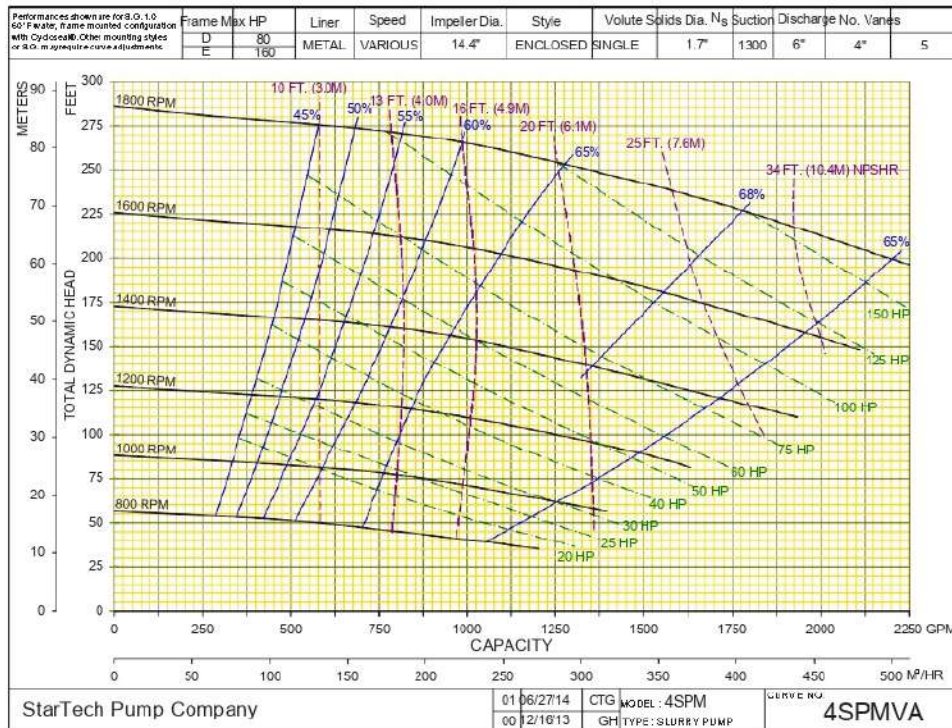 Performances shown are for S.G. 1.0
60°F water, frame mounted configuration
with Cycloseal®. Other mounting styles
or S.G. may require curve adjustments.
Frame Max HP
D 80
E 160
Liner
METAL
Speed
VARIOUS
Impeller Dia.
14.4"
Style
ENCLOSED
Volute
SINGLE
Solids Dia.
1.7"
Ns
1300
Suction
6"
Discharge
4"
No. Vanes
5
METERS
FEET
TOTAL DYNAMIC HEAD
90
80
70
60
50
40
30
20
10
0
300
275
250
225
200
175
150
125
100
75
50
25
0
1800 RPM
1600 RPM
1400 RPM
1200 RPM
1000 RPM
800 RPM
45%
50%
55%
60%
65%
68%
65%
10 FT. (3.0M)
13 FT. (4.0M)
16 FT. (4.9M)
20 FT. (6.1M)
25 FT. (7.6M)
34 FT. (10.4M) NPSHR
150 HP
125 HP
100 HP
75 HP
60 HP
50 HP
40 HP
30 HP
25 HP
20 HP
0 250 500 750 1000 1250 1500 1750 2000 2250 GPM
CAPACITY
0 50 100 150 200 250 300 350 400 450 500 M³/HR
StarTech Pump Company
01 06/27/14 CTG
00 12/16/13 GH
MODEL : 4SPM
TYPE : SLURRY PUMP
CURVE NO.
4SPMVA